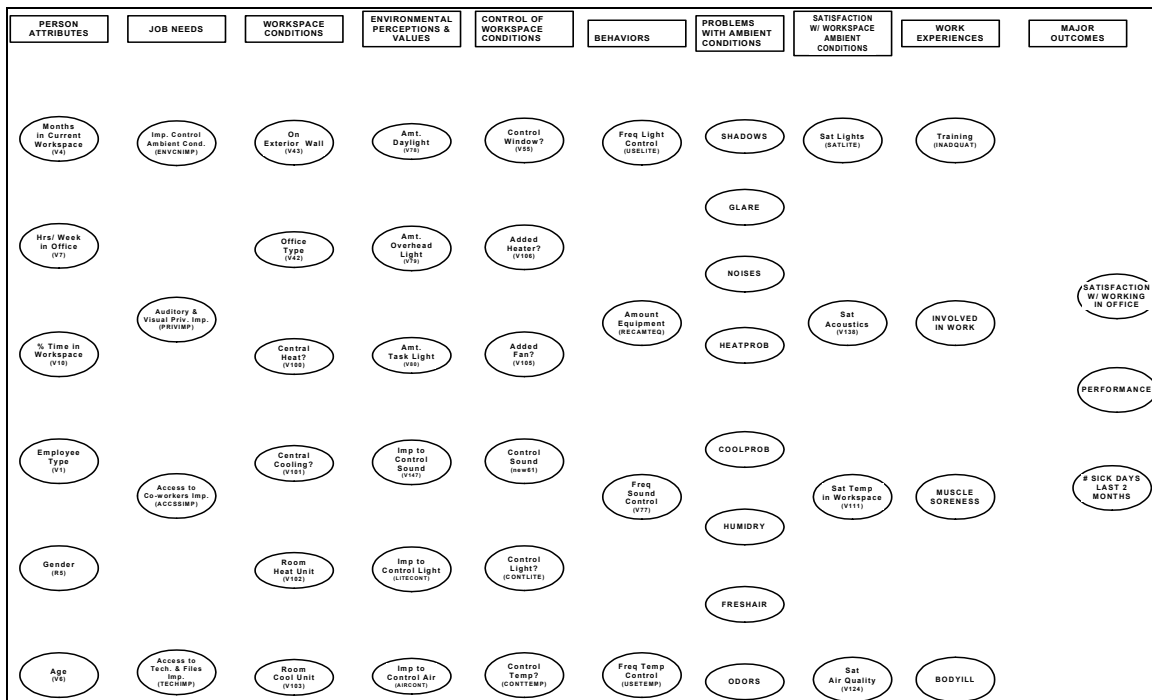 PERSON
ATTRIBUTES
JOB NEEDS
WORKSPACE
CONDITIONS
ENVIRONMENTAL
PERCEPTIONS &
VALUES
CONTROL OF
WORKSPACE
CONDITIONS
BEHAVIORS
PROBLEMS
WITH AMBIENT
CONDITIONS
SATISFACTION
W/ WORKSPACE
AMBIENT
CONDITIONS
WORK
EXPERIENCES
MAJOR
OUTCOMES
Months
in Current
Workspace
(V4)
Hrs/ Week
in Office
(V7)
% Time in
Workspace
(V10)
Employee
Type
(V1)
Gender
(R5)
Age
(V6)
Imp. Control
Ambient Cond.
(ENVCNIMP)
Auditory &
Visual Priv. Imp.
(PRIVIMP)
Access to
Co-workers Imp.
(ACCSSIMP)
Access to
Tech. & Files
Imp.
(TECHIMP)
On
Exterior Wall
(V43)
Office
Type
(V42)
Central
Heat?
(V100)
Central
Cooling?
(V101)
Room
Heat Unit
(V102)
Room
Cool Unit
(V103)
Amt.
Daylight
(V78)
Amt.
Overhead
Light
(V79)
Amt.
Task Light
(V80)
Imp to
Control
Sound
(V147)
Imp to
Control Light
(LITECONT)
Imp to
Control Air
(AIRCONT)
Control
Window?
(V55)
Added
Heater?
(V106)
Added
Fan?
(V105)
Control
Sound
(new61)
Control
Light?
(CONTLITE)
Control
Temp?
(CONTTEMP)
Freq Light
Control
(USELITE)
Amount
Equipment
(RECAMTEQ)
Freq
Sound
Control
(V77)
Freq Temp
Control
(USETEMP)
SHADOWS
GLARE
NOISES
HEATPROB
COOLPROB
HUMIDRY
FRESHAIR
ODORS
Sat Lights
(SATLITE)
Sat
Acoustics
(V138)
Sat Temp
in Workspace
(V111)
Sat
Air Quality
(V124)
Training
(INADQUAT)
INVOLVED
IN WORK
MUSCLE
SORENESS
BODYILL
SATISFACTION
W/ WORKING
IN OFFICE
PERFORMANCE
# SICK DAYS
LAST 2
MONTHS